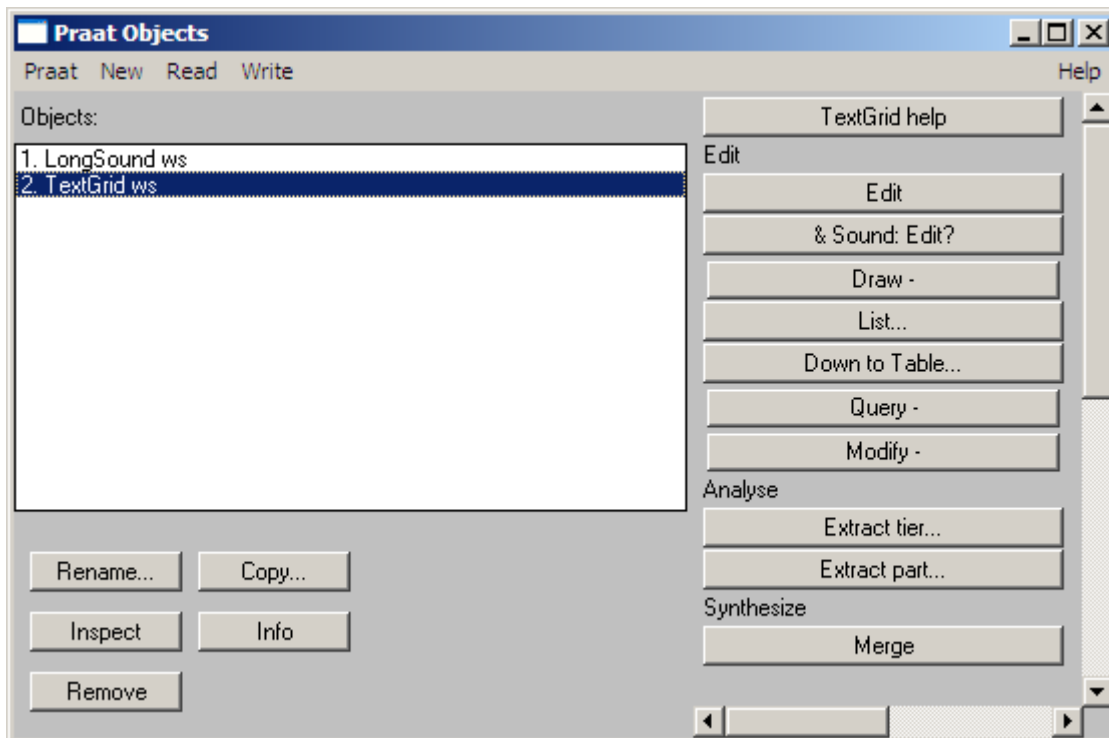 Praat Objects
Praat New Read Write Help
Objects:
1. LongSound ws
2. TextGrid ws
Rename... Copy...
Inspect Info
Remove
TextGrid help
Edit
Edit
& Sound: Edit?
Draw -
List...
Down to Table...
Query -
Modify -
Analyse
Extract tier...
Extract part...
Synthesize
Merge